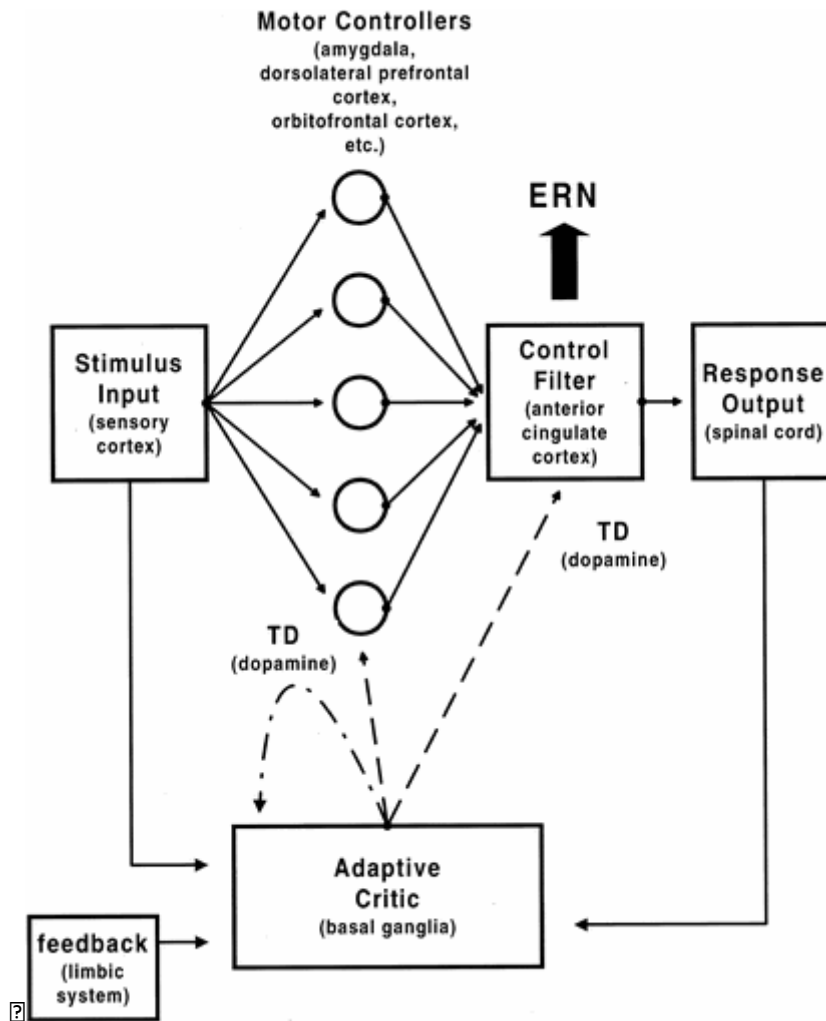 Motor Controllers
(amygdala,
dorsolateral prefrontal
cortex,
orbitofrontal cortex,
etc.)
ERN
Stimulus
Input
(sensory
cortex)
Control
Filter
(anterior
cingulate
cortex)
Response
Output
(spinal cord)
TD
(dopamine)
TD
(dopamine)
Adaptive
Critic
(basal ganglia)
feedback
(limbic
system)
?